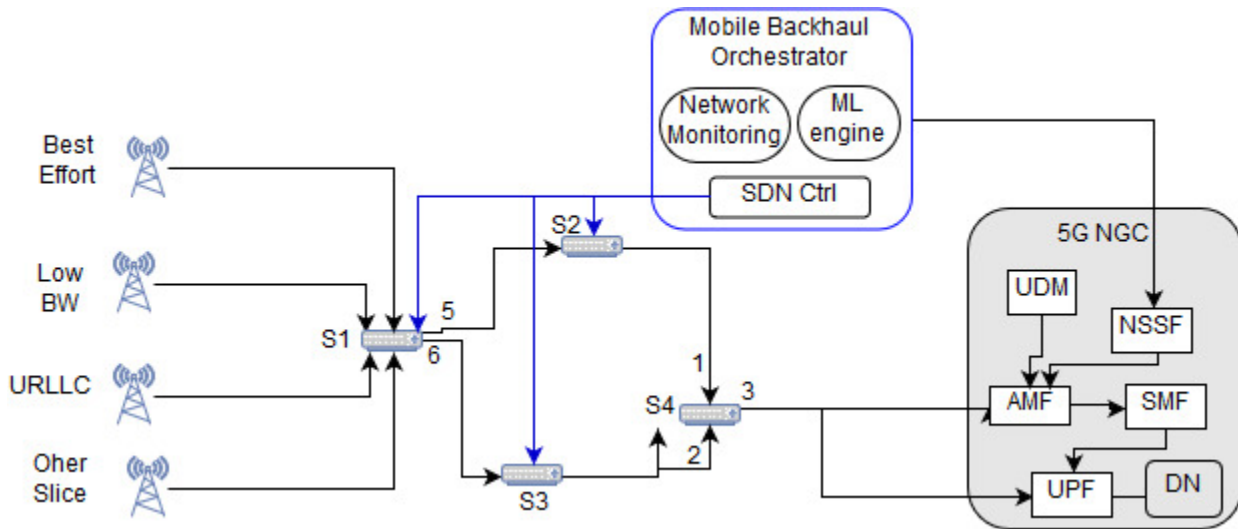 Mobile Backhaul
Orchestrator
Network
Monitoring
ML
engine
SDN Ctrl
Best
Effort
Low
BW
URLLC
Oher
Slice
S1
5
6
S2
S3
1
S4
3
2
5G NGC
UDM
NSSF
AMF
SMF
UPF
DN